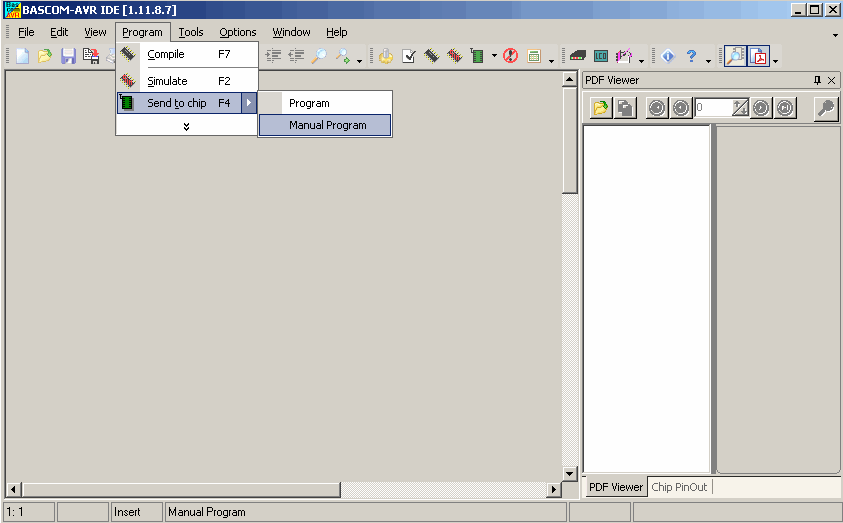 BASCOM-AVR IDE [1.11.8.7]
File Edit View Program Tools Options Window Help
Compile F7
Simulate F2
Send to chip F4
Program
Manual Program
PDF Viewer
0
PDF Viewer Chip PinOut
1: 1 Insert Manual Program